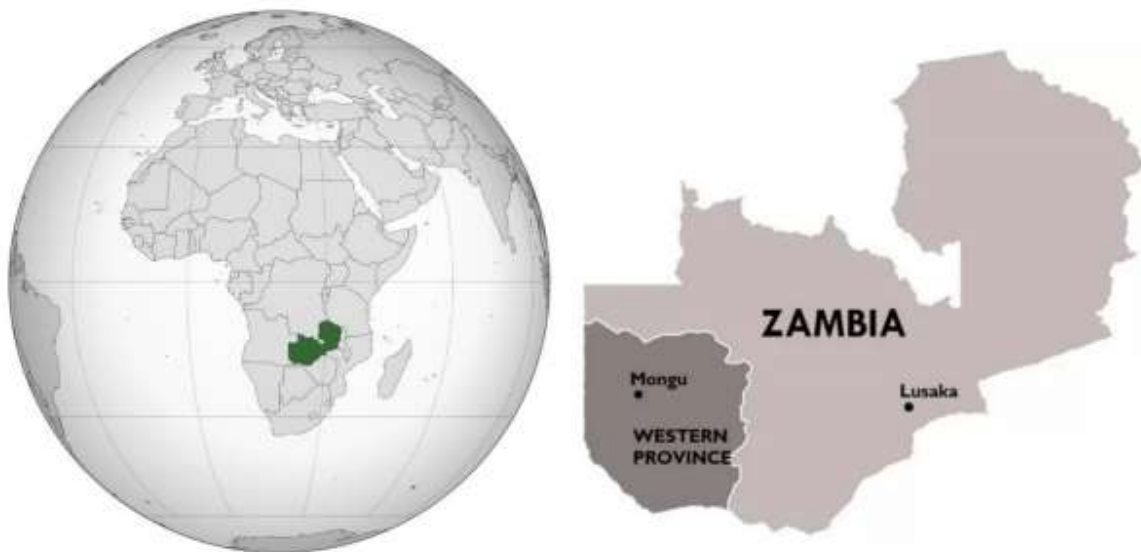 ZAMBIA
Mongu
Lusaka
WESTERN
PROVINCE